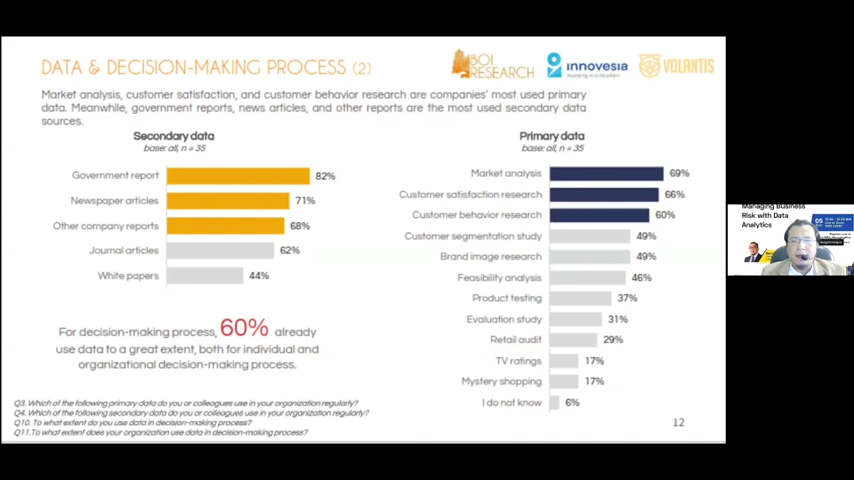 DATA & DECISION-MAKING PROCESS (2)
BOI
RESEARCH
innovesia
VOLANTIS
Market analysis, customer satisfaction, and customer behavior research are companies' most used primary
data. Meanwhile, government reports, news articles, and other reports are the most used secondary data
sources.
Secondary data
base: all, n = 35
Government report 82%
Newspaper articles 71%
Other company reports 68%
Journal articles 62%
White papers 44%
For decision-making process, 60% already
use data to a great extent, both for individual and
organizational decision-making process.
Primary data
base: all, n = 35
Market analysis 69%
Customer satisfaction research 66%
Customer behavior research 60%
Customer segmentation study 49%
Brand image research 49%
Feasibility analysis 46%
Product testing 37%
Evaluation study 31%
Retail audit 29%
TV ratings 17%
Mystery shopping 17%
I do not know 6%
Q3. Which of the following primary data do you or colleagues use in your organization regularly?
Q4. Which of the following secondary data do you or colleagues use in your organization regularly?
Q10. To what extent do you use data in decision-making process?
Q11. To what extent does your organization use data in decision-making process?
12
Managing Business
Risk with Data
Analytics